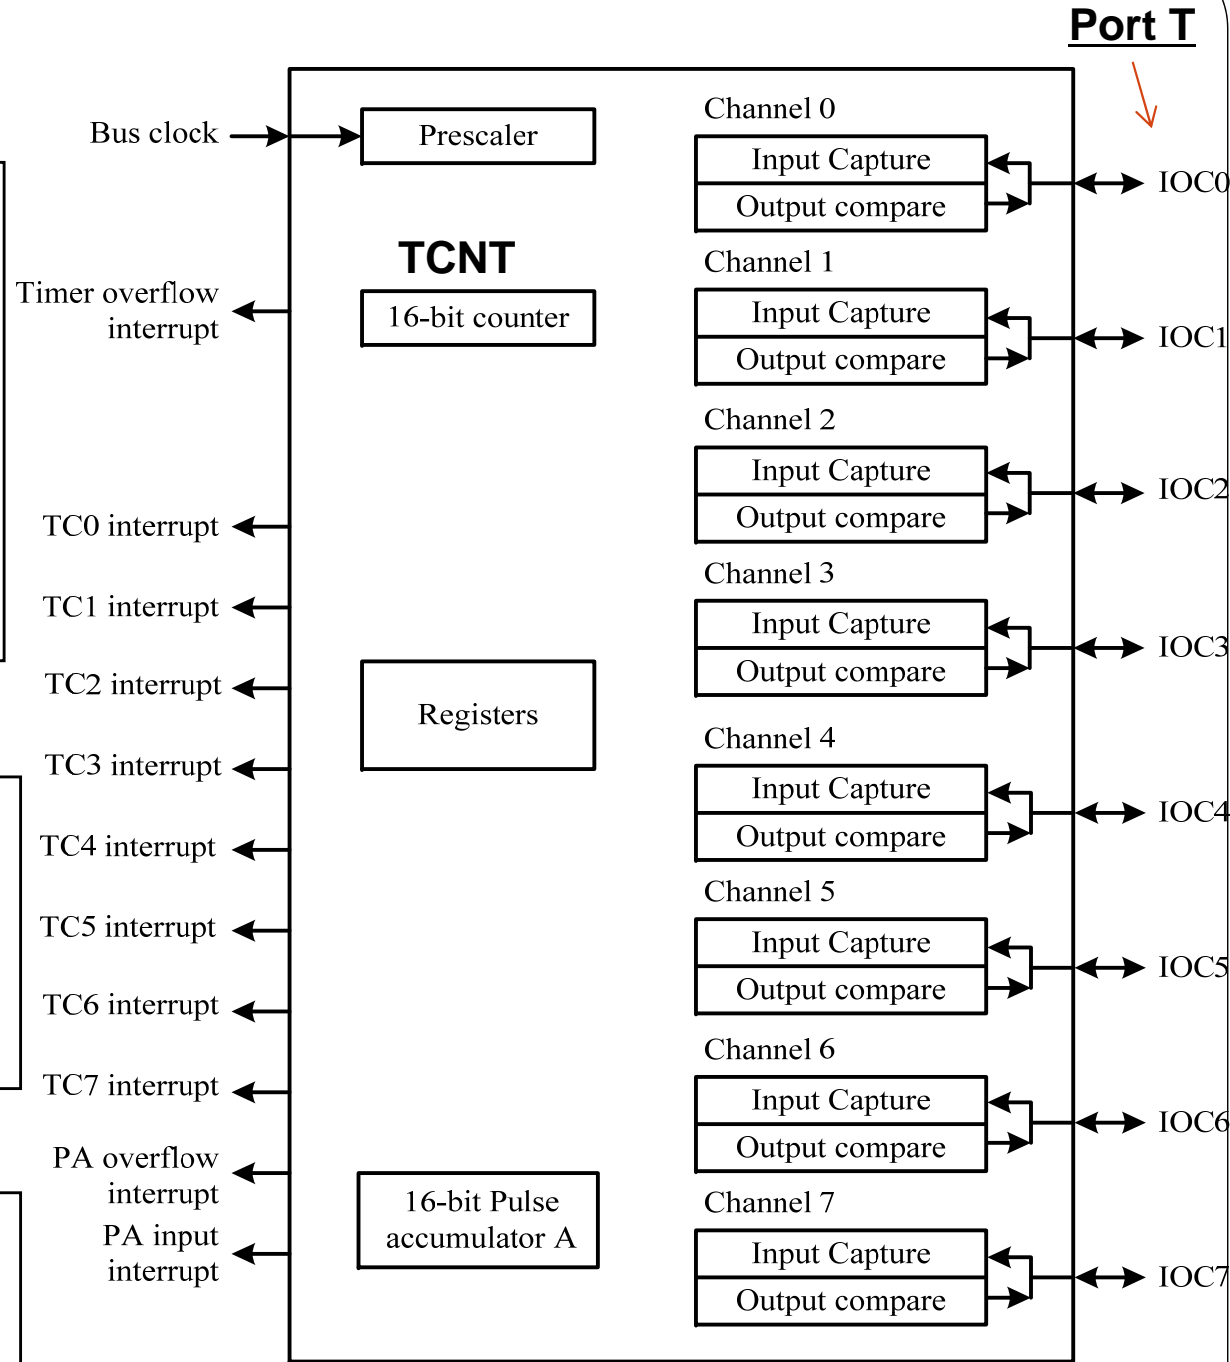 Port T
Bus clock
Prescaler
TCNT
16-bit counter
Timer overflow
interrupt
TC0 interrupt
TC1 interrupt
TC2 interrupt
TC3 interrupt
TC4 interrupt
TC5 interrupt
TC6 interrupt
TC7 interrupt
PA overflow
interrupt
PA input
interrupt
Registers
16-bit Pulse
accumulator A
Channel 0
Input Capture
Output compare
IOC0
Channel 1
Input Capture
Output compare
IOC1
Channel 2
Input Capture
Output compare
IOC2
Channel 3
Input Capture
Output compare
IOC3
Channel 4
Input Capture
Output compare
IOC4
Channel 5
Input Capture
Output compare
IOC5
Channel 6
Input Capture
Output compare
IOC6
Channel 7
Input Capture
Output compare
IOC7